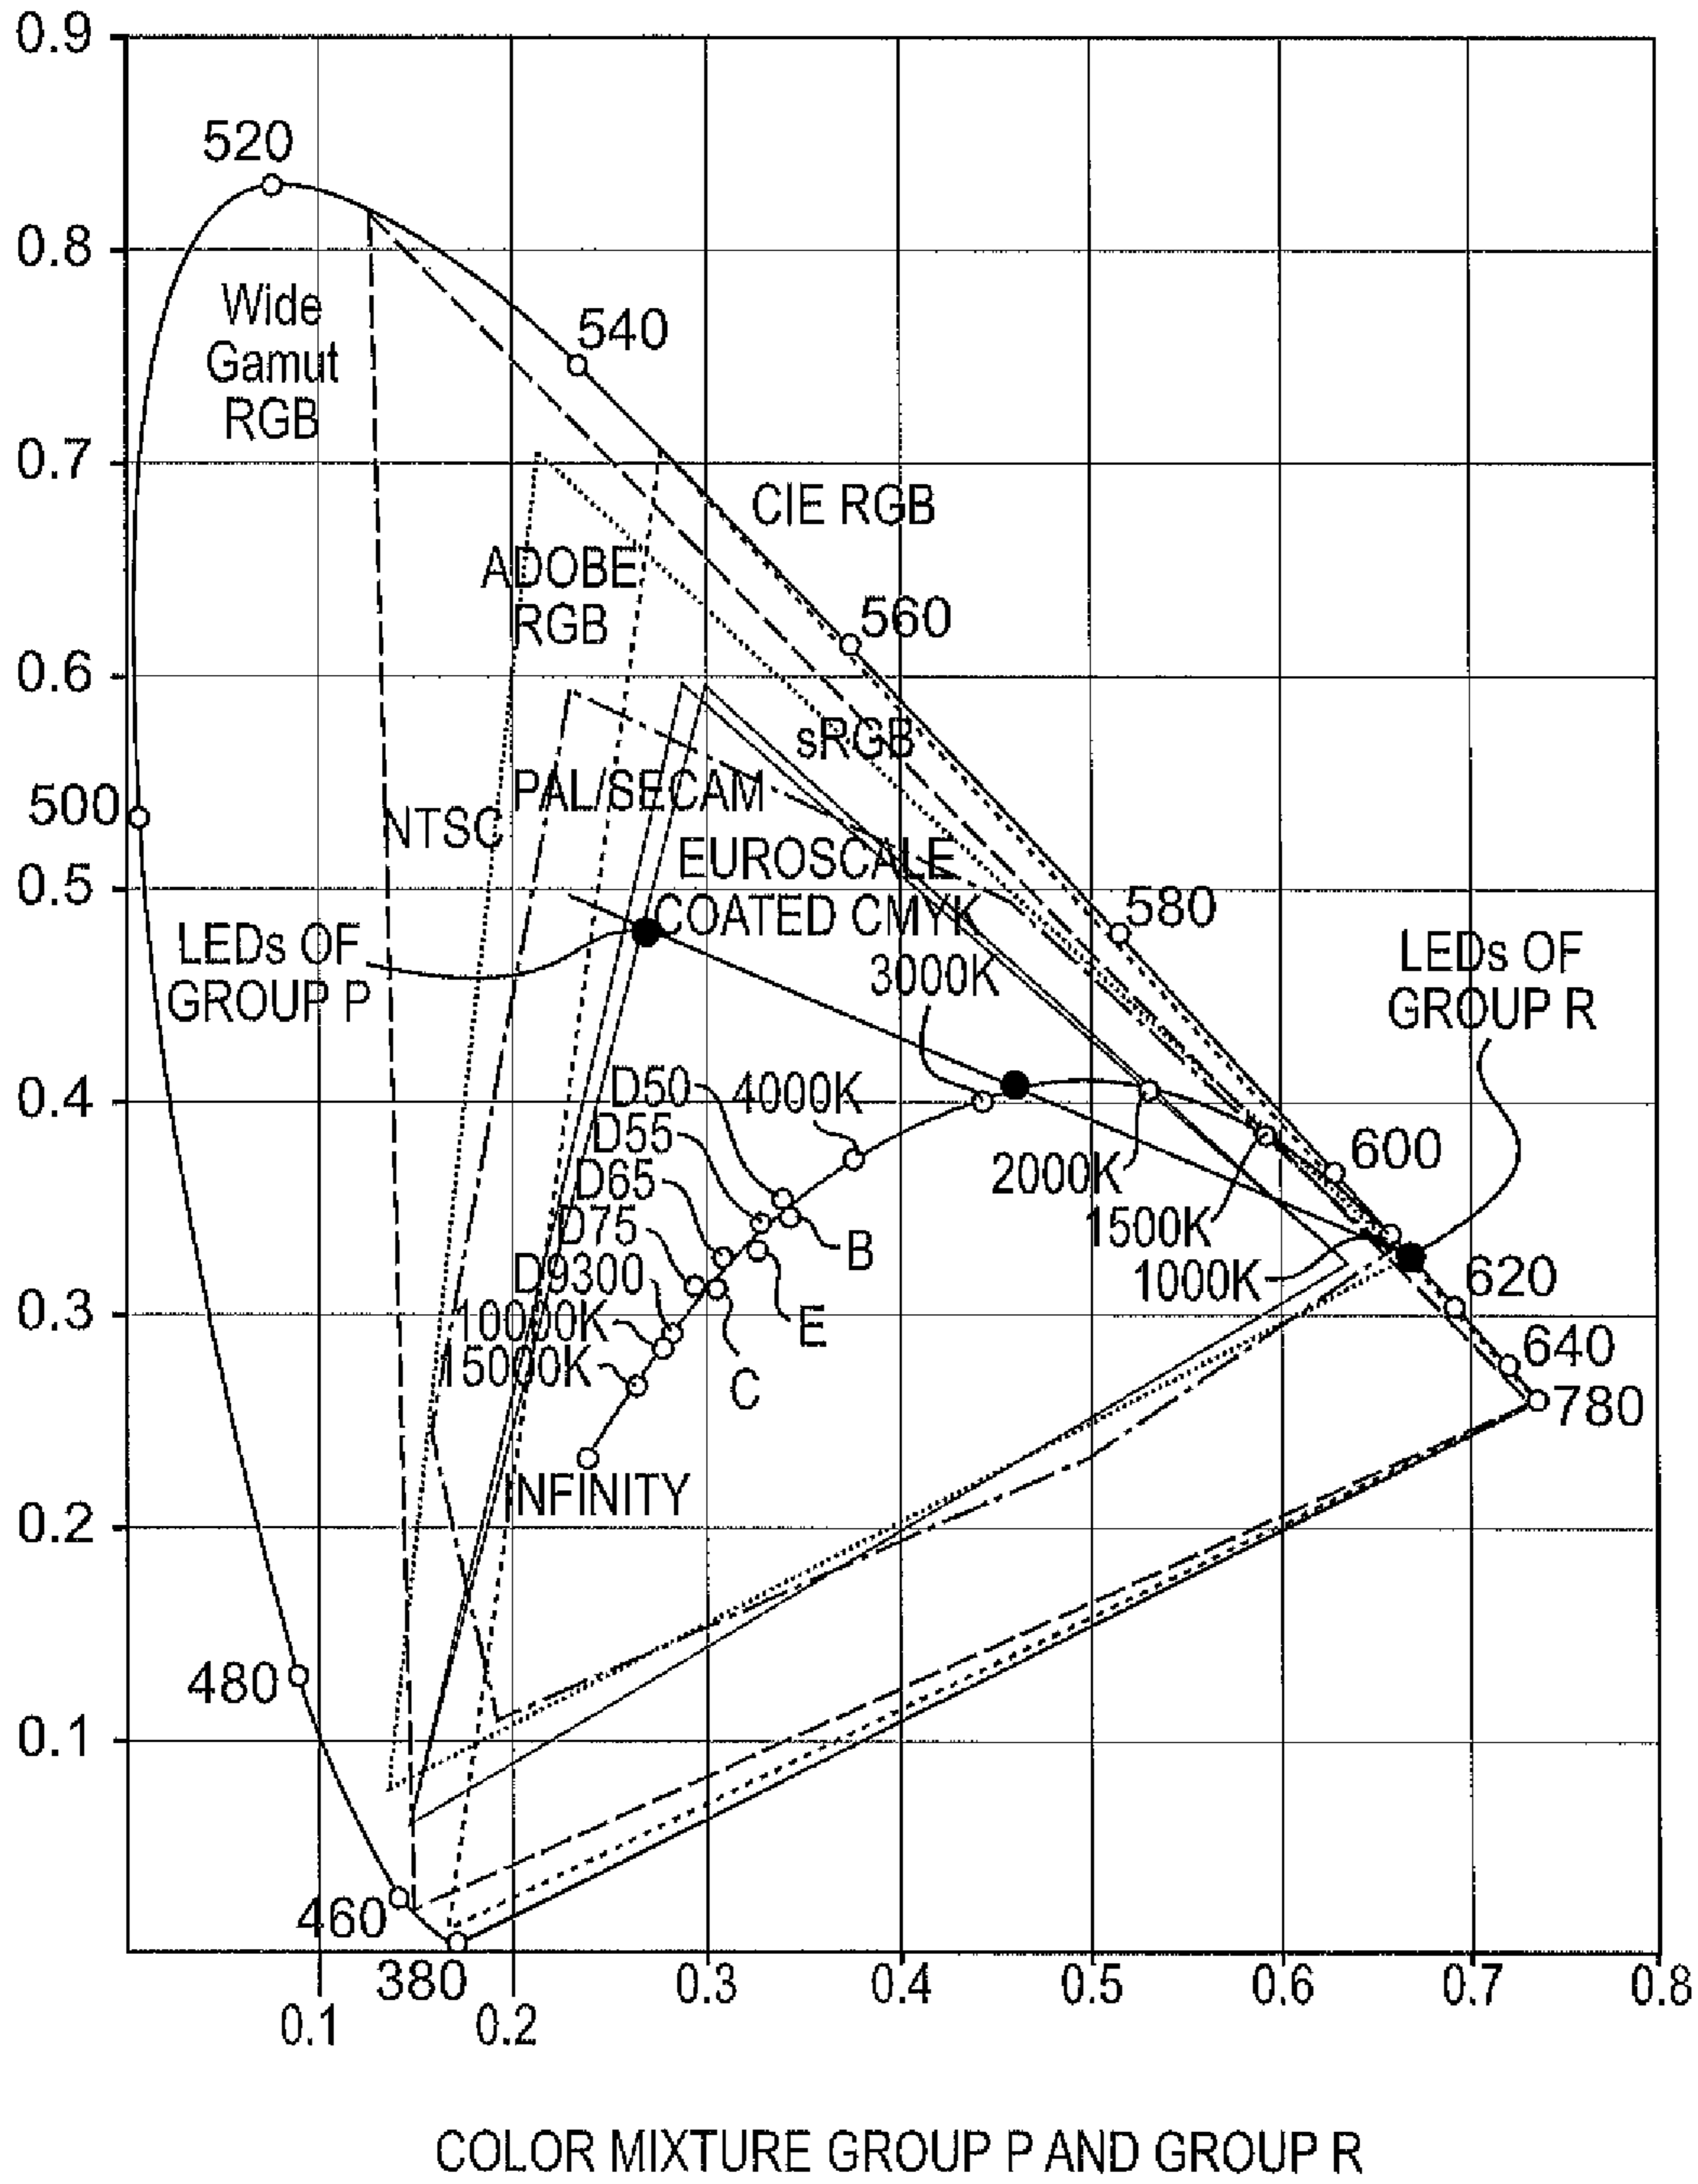 0.9
520
0.8
Wide
Gamut
RGB
540
0.7
CIE RGB
ADOBE
RGB
560
0.6
sRGB
PAL/SECAM
500
NTSC
EUROSCALE
COATED CMYK
0.5
580
LEDs OF
GROUP P
3000K
LEDs OF
GROUP R
0.4
D50
4000K
D55
D65
2000K
600
D75
1500K
B
D9300
1000K
620
0.3
10000K
E
640
15000K
C
780
INFINITY
0.2
480
0.1
460
380
0.1
0.2
0.3
0.4
0.5
0.6
0.7
0.8
COLOR MIXTURE GROUP P AND GROUP R